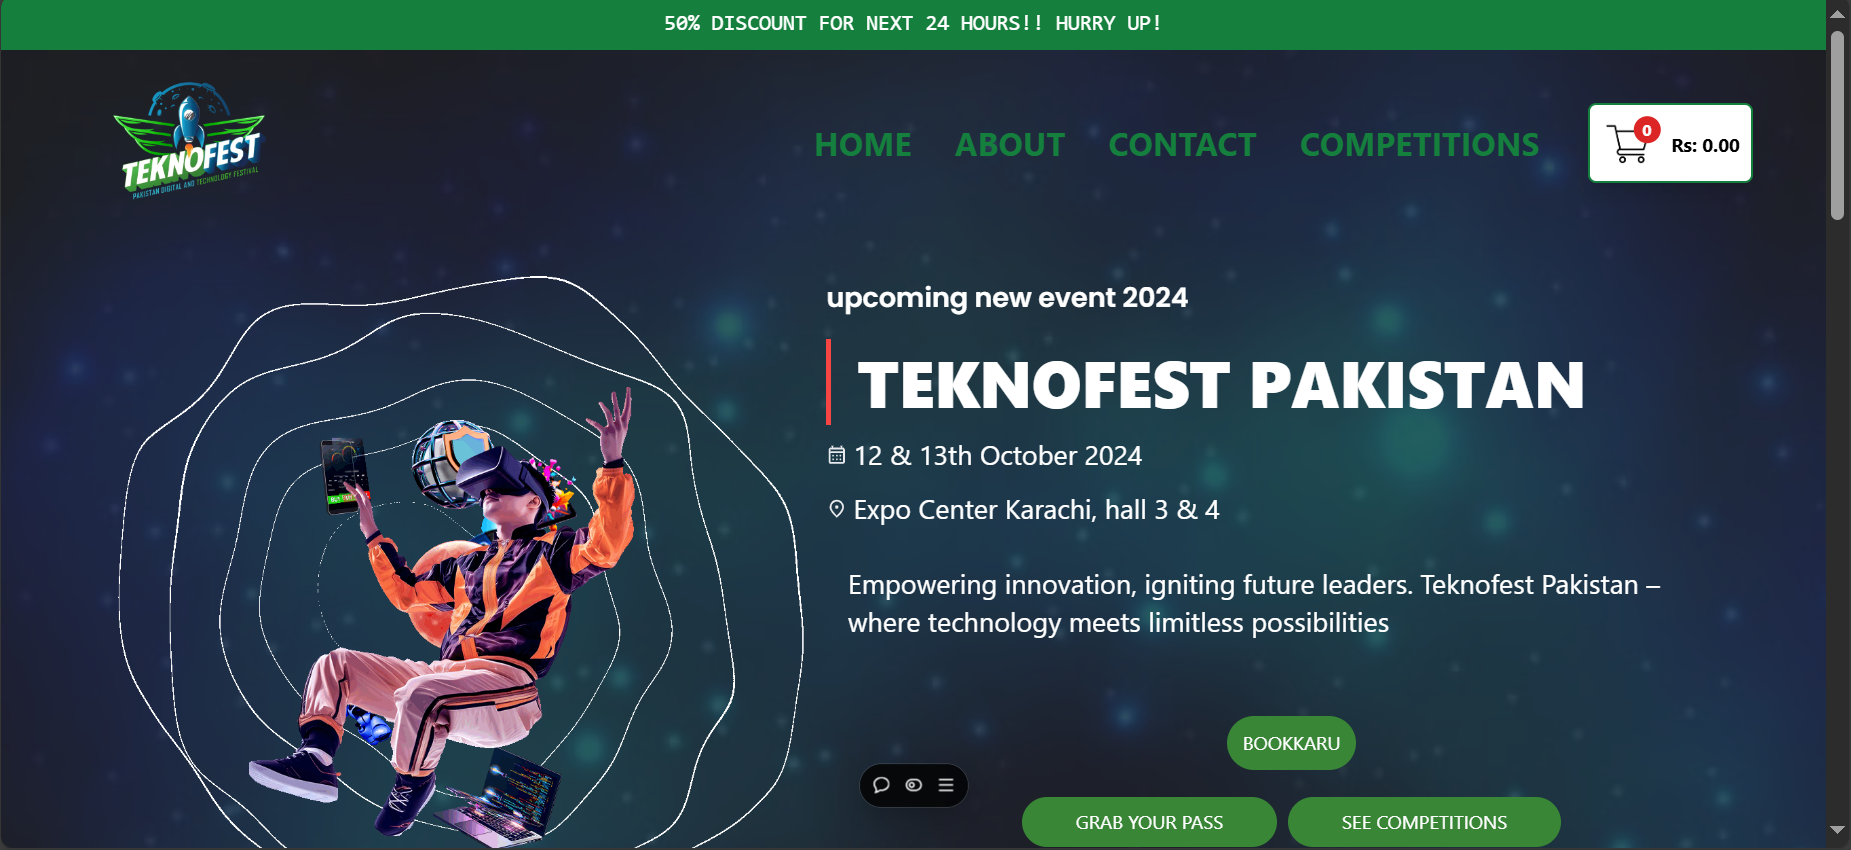 50% DISCOUNT FOR NEXT 24 HOURS!! HURRY UP!
TEKNOFEST
PAKISTAN DIGITAL AND TECHNOLOGY FESTIVAL
HOME ABOUT CONTACT COMPETITIONS
0 Rs: 0.00
upcoming new event 2024
TEKNOFEST PAKISTAN
12 & 13th October 2024
Expo Center Karachi, hall 3 & 4
Empowering innovation, igniting future leaders. Teknofest Pakistan –
where technology meets limitless possibilities
BOOKKARU
GRAB YOUR PASS SEE COMPETITIONS